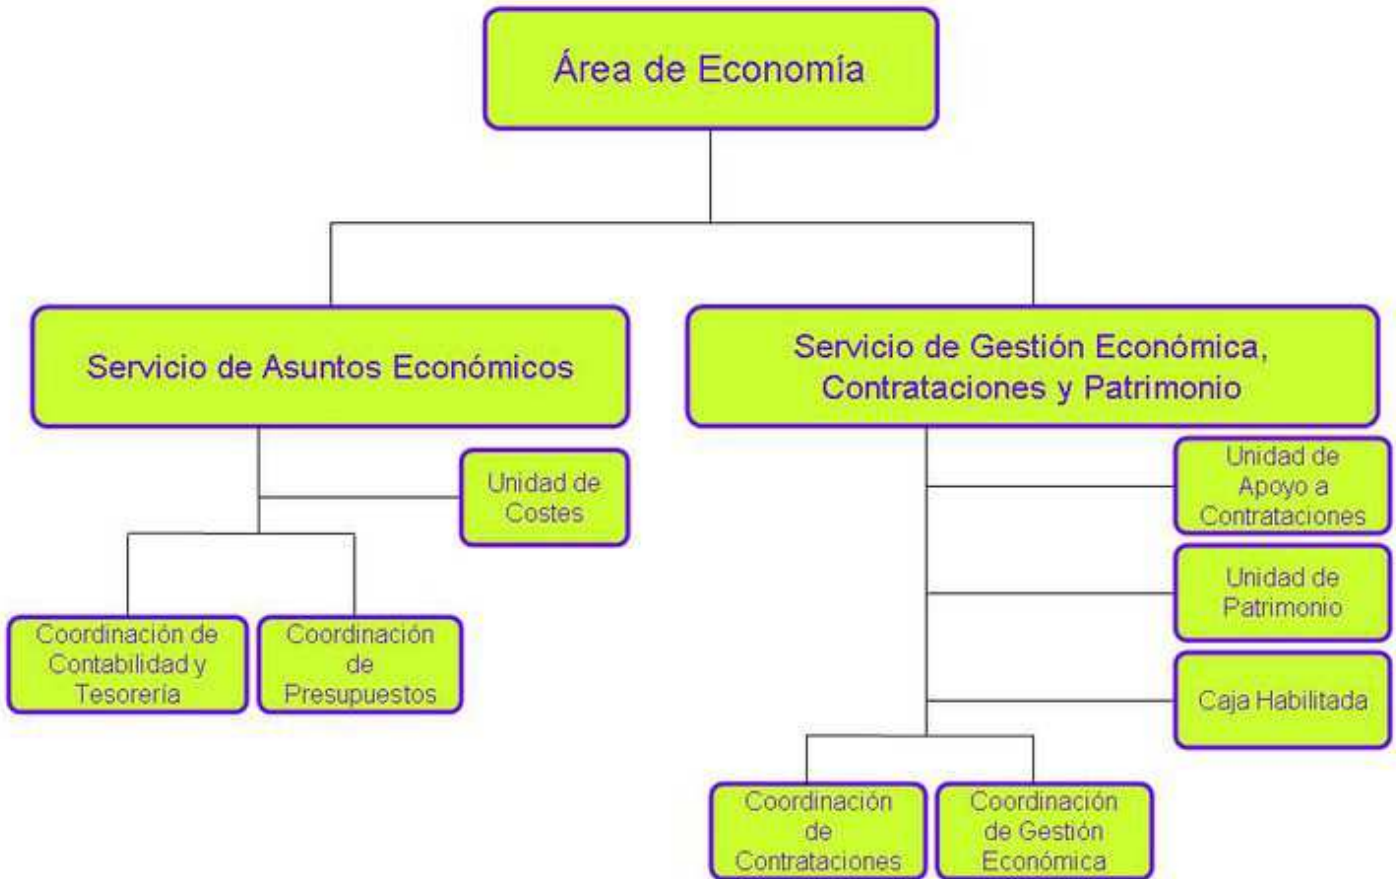 Área de Economía
Servicio de Asuntos Económicos
Servicio de Gestión Económica,
Contrataciones y Patrimonio
Unidad de
Costes
Unidad de
Apoyo a
Contrataciones
Unidad de
Patrimonio
Caja Habilitada
Coordinación de
Contabilidad y
Tesorería
Coordinación
de
Presupuestos
Coordinación
de
Contrataciones
Coordinación
de Gestión
Económica